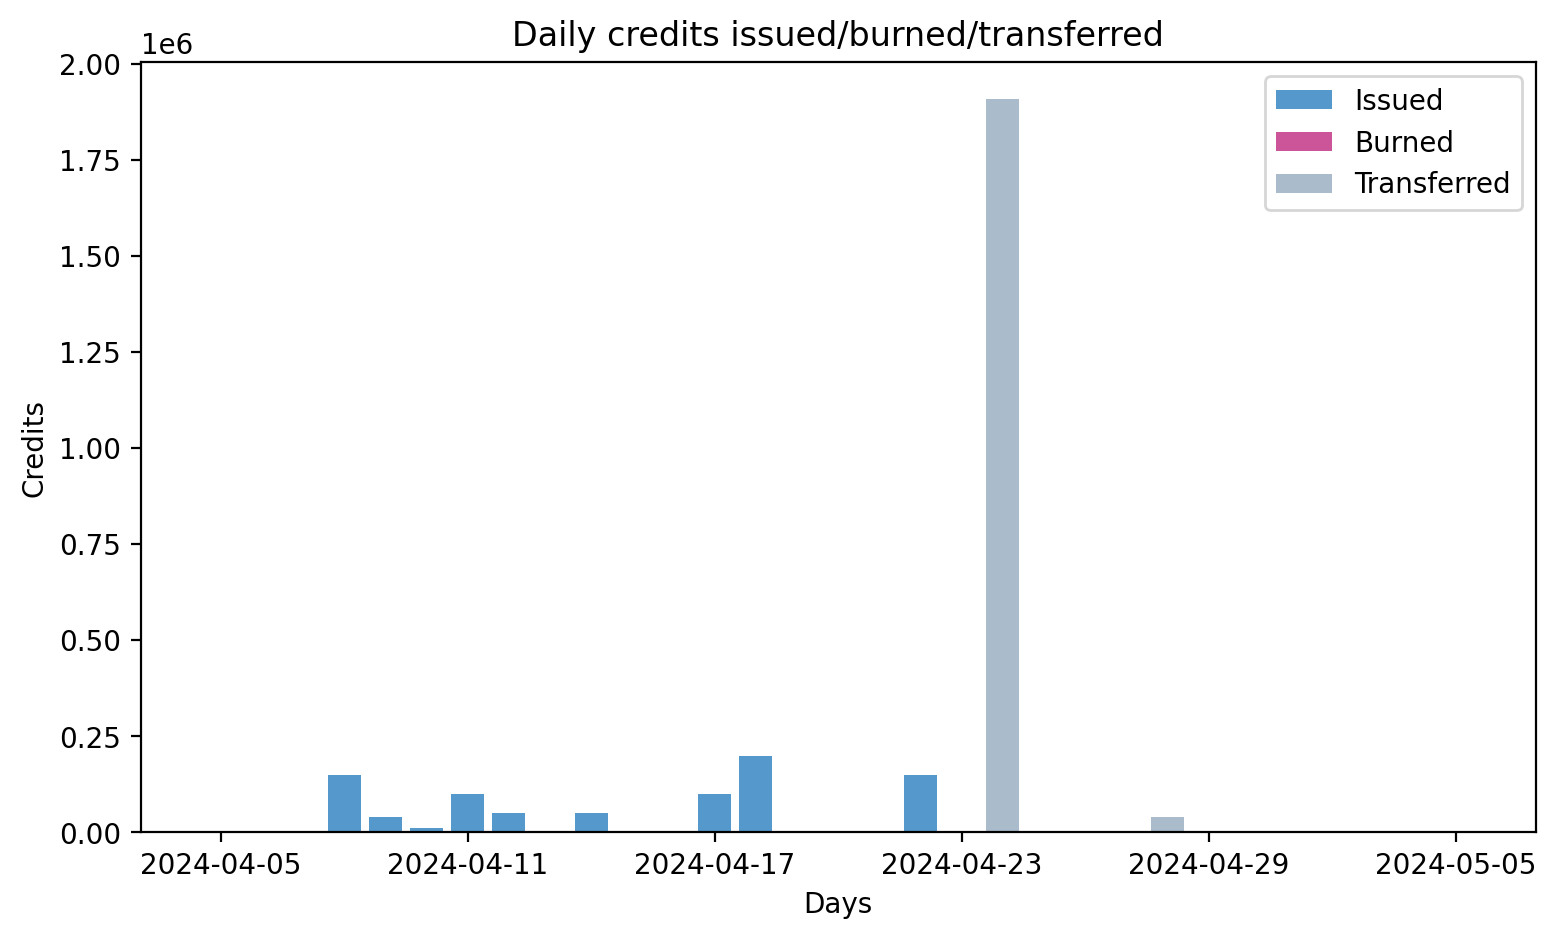 Daily credits issued/burned/transferred
1e6
2.00
1.75
1.50
1.25
1.00
0.75
0.50
0.25
0.00
Credits
Issued
Burned
Transferred
2024-04-05 2024-04-11 2024-04-17 2024-04-23 2024-04-29 2024-05-05
Days